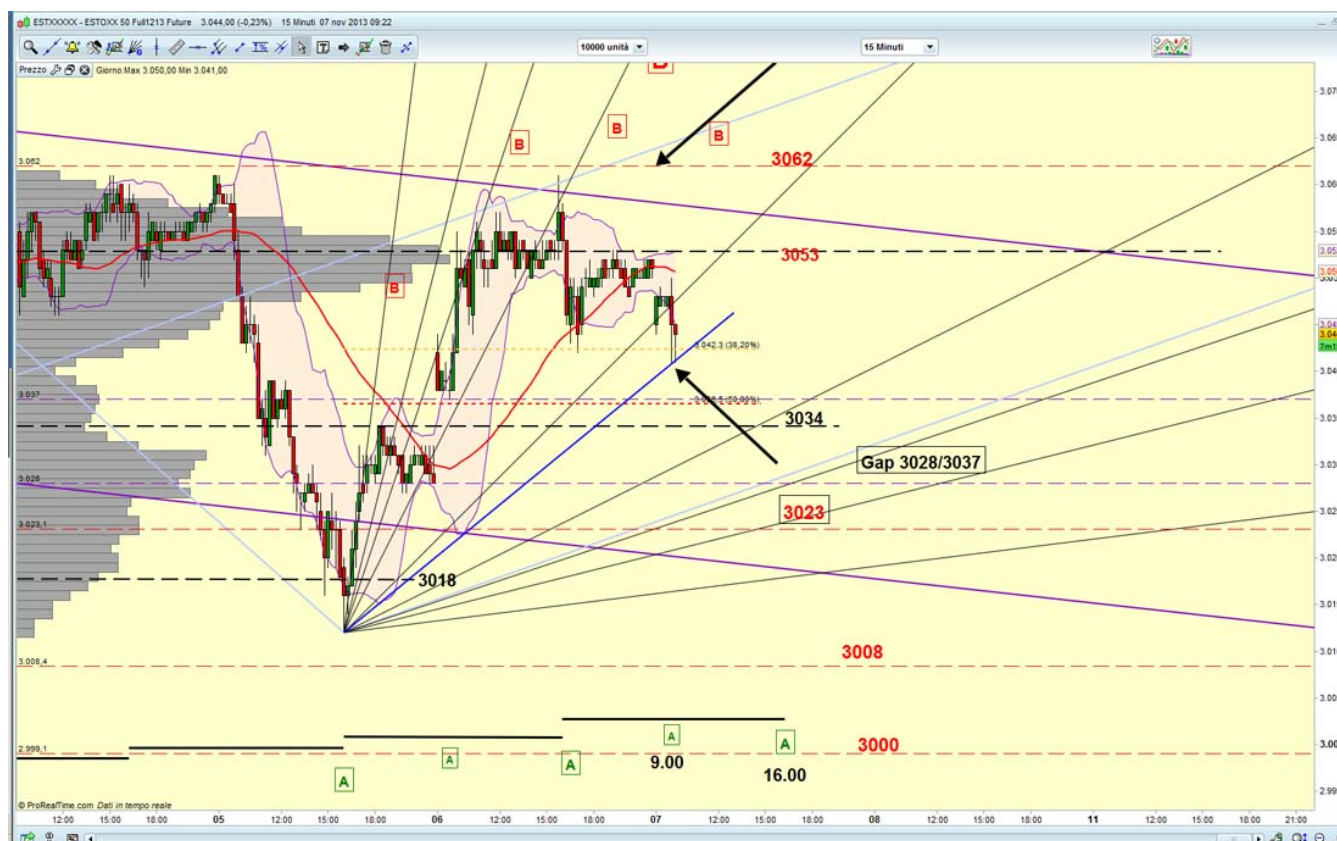 ESTXXXXX - ESTOXX 50 Full1213 Future 3.044,00 (-0,23%) 15 Minuti 07 nov 2013 09:22
10000 unità
15 Minuti
Prezzo
Giorno:Max 3.050,00 Min 3.041,00
B
B
B
B
B
3.062
3062
3053
3.042,3 (38,20%)
3.037
3034
Gap 3028/3037
3.028
3023
3.023,1
3018
3008
3.008,4
3000
2.999,1
A
A
A
A
A
9.00
16.00
© ProRealTime.com Dati in tempo reale
12:00 15:00 18:00 05 12:00 15:00 18:00 06 12:00 15:00 18:00 07 12:00 15:00 18:00 08 12:00 15:00 18:00 11 12:00 15:00 18:00 21:00